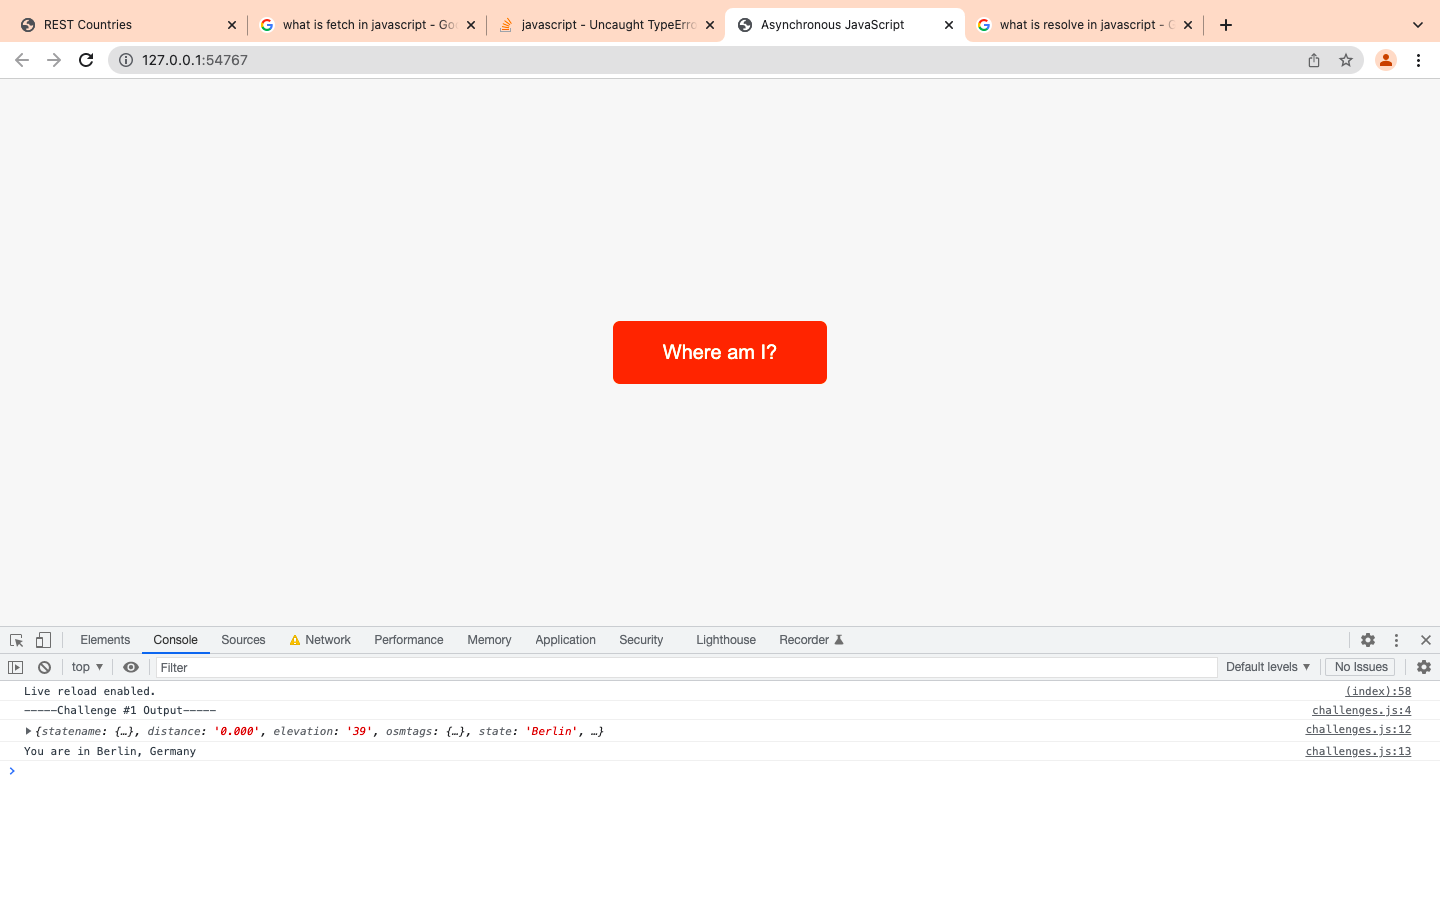 REST Countries
what is fetch in javascript - Goo
javascript - Uncaught TypeErro
Asynchronous JavaScript
what is resolve in javascript - G
127.0.0.1:54767
Where am I?
Elements Console Sources Network Performance Memory Application Security Lighthouse Recorder
top Filter Default levels No Issues
Live reload enabled. (index):58
-----Challenge #1 Output----- challenges.js:4
{statename: {…}, distance: '0.000', elevation: '39', osmtags: {…}, state: 'Berlin', …} challenges.js:12
You are in Berlin, Germany challenges.js:13